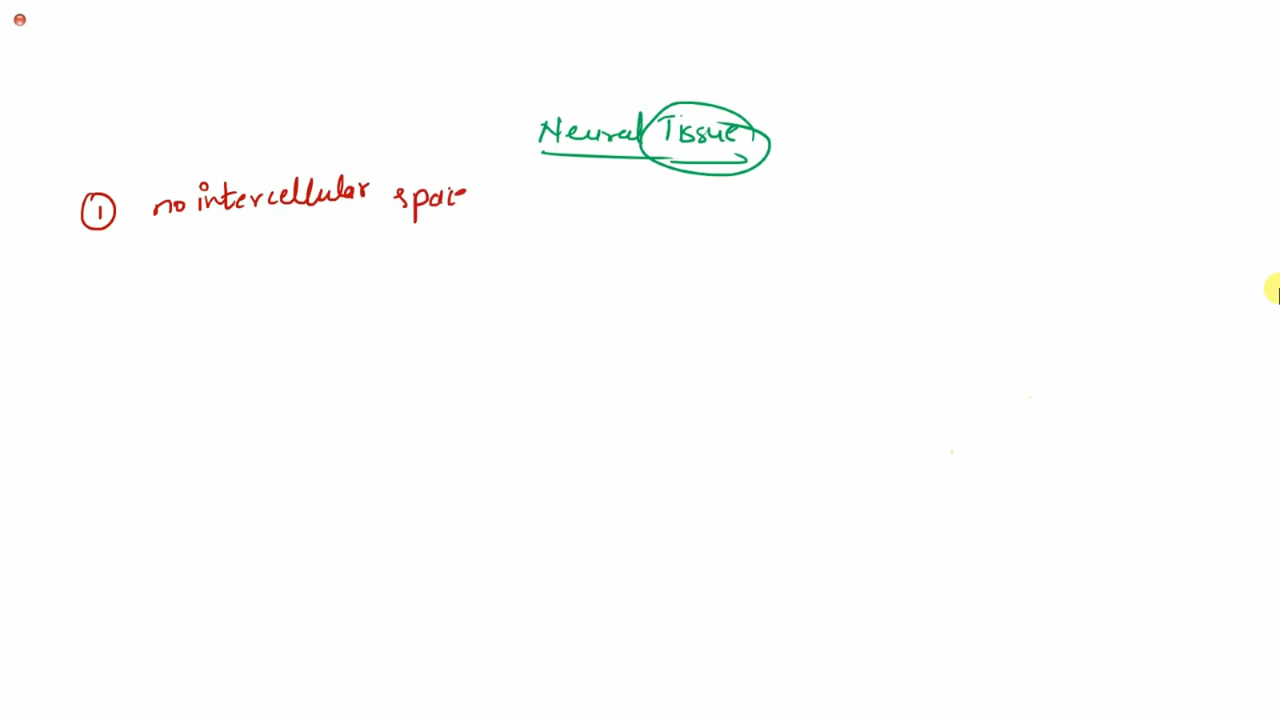 Neural Tissue
① no intercellular spac